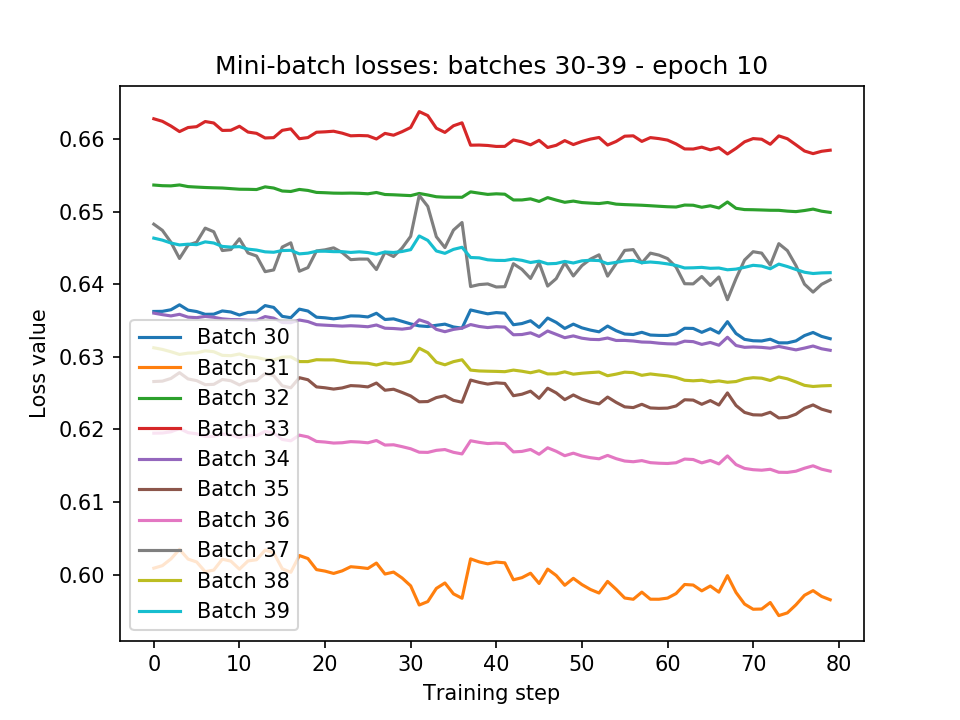 Mini-batch losses: batches 30-39 - epoch 10
Loss value
0.66
0.65
0.64
0.63
0.62
0.61
0.60
Batch 30
Batch 31
Batch 32
Batch 33
Batch 34
Batch 35
Batch 36
Batch 37
Batch 38
Batch 39
0 10 20 30 40 50 60 70 80
Training step